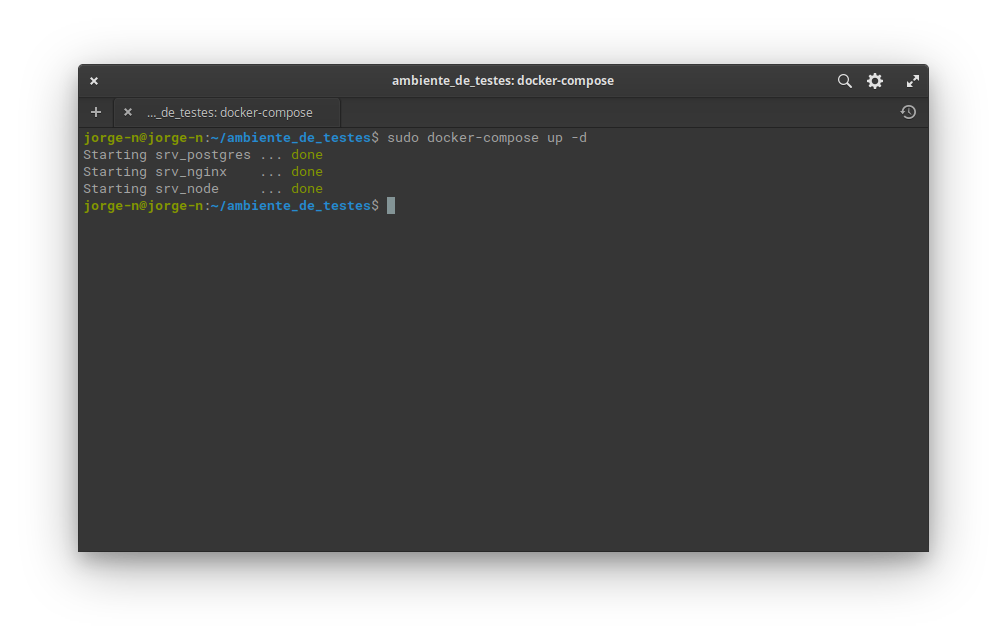 ambiente_de_testes: docker-compose
..._de_testes: docker-compose
jorge-n@jorge-n:~/ambiente_de_testes$ sudo docker-compose up -d
Starting srv_postgres ... done
Starting srv_nginx    ... done
Starting srv_node     ... done
jorge-n@jorge-n:~/ambiente_de_testes$